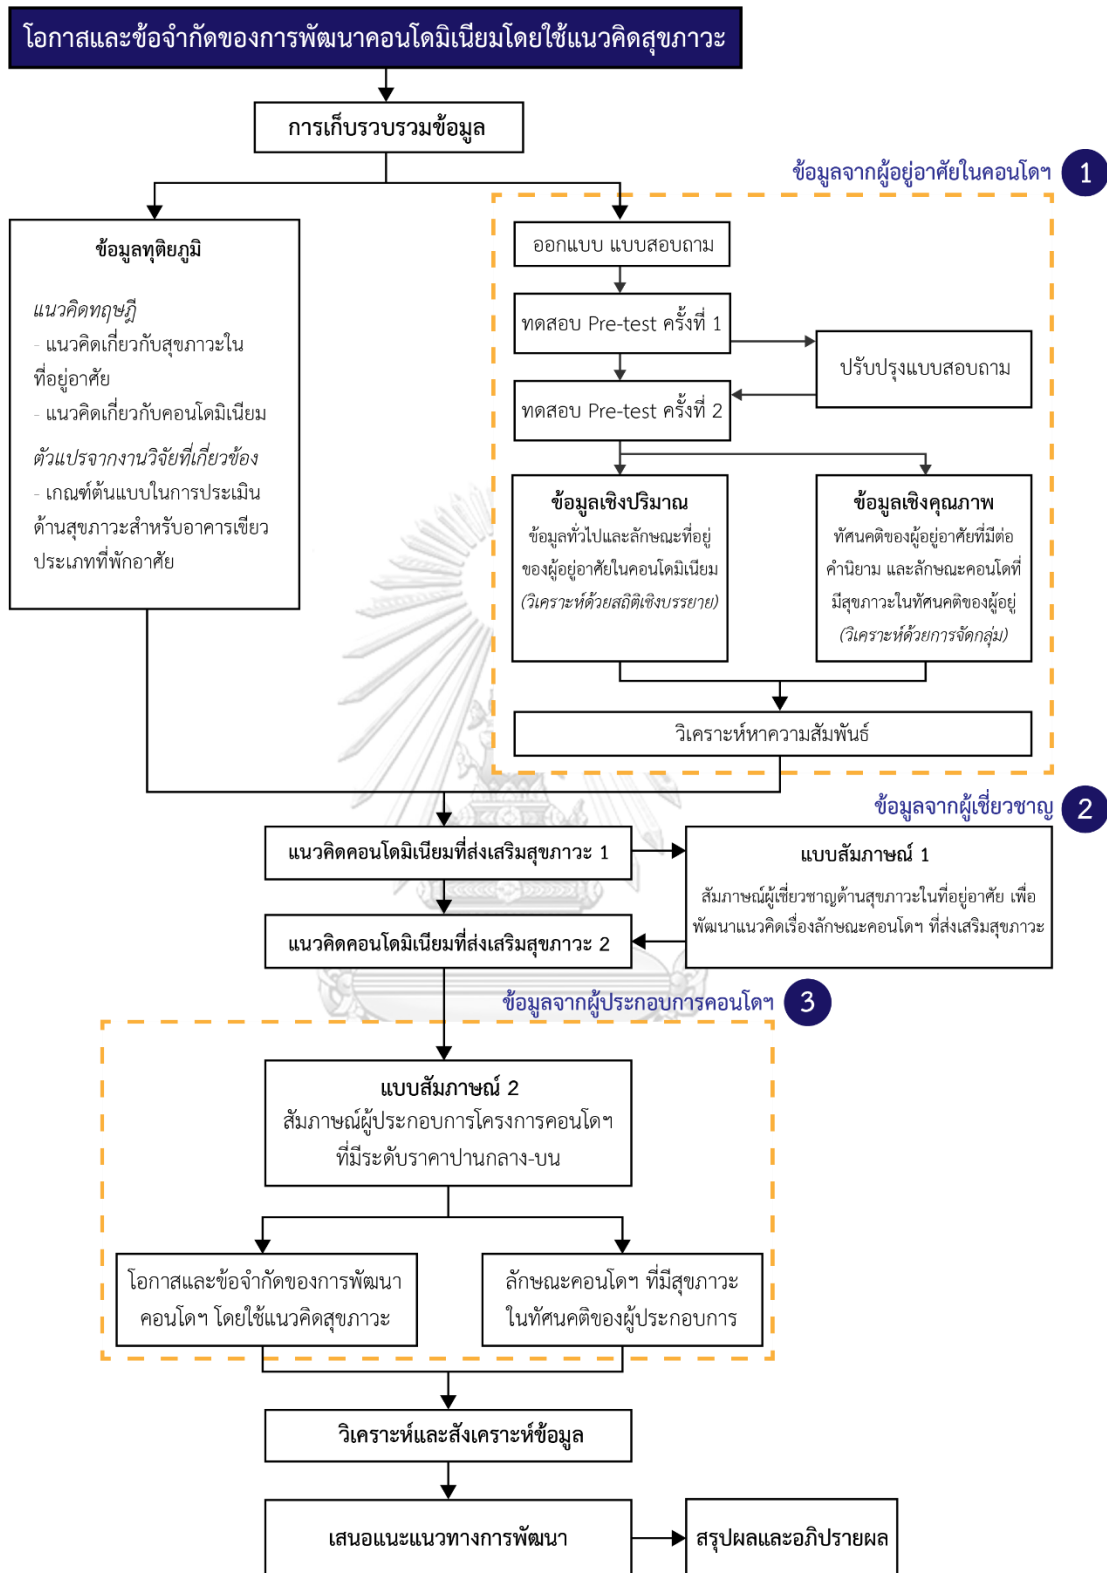 โอกาสและข้อจำกัดของการพัฒนาคอนโดมิเนียมโดยใช้แนวคิดสุขภาวะ
การเก็บรวบรวมข้อมูล
ข้อมูลจากผู้อยู่อาศัยในคอนโดฯ 1
ข้อมูลทุติยภูมิ
แนวคิดทฤษฎี
- แนวคิดเกี่ยวกับสุขภาวะใน
ที่อยู่อาศัย
- แนวคิดเกี่ยวกับคอนโดมิเนียม
ตัวแปรจากงานวิจัยที่เกี่ยวข้อง
- เกณฑ์ต้นแบบในการประเมิน
ด้านสุขภาวะสำหรับอาคารเขียว
ประเภทที่พักอาศัย
ออกแบบ แบบสอบถาม
ทดสอบ Pre-test ครั้งที่ 1
ปรับปรุงแบบสอบถาม
ทดสอบ Pre-test ครั้งที่ 2
ข้อมูลเชิงปริมาณ
ข้อมูลทั่วไปและลักษณะที่อยู่
ของผู้อยู่อาศัยในคอนโดมิเนียม
(วิเคราะห์ด้วยสถิติเชิงบรรยาย)
ข้อมูลเชิงคุณภาพ
ทัศนคติของผู้อยู่อาศัยที่มีต่อ
คำนิยาม และลักษณะคอนโดที่
มีสุขภาวะในทัศนคติของผู้อยู่
(วิเคราะห์ด้วยการจัดกลุ่ม)
วิเคราะห์หาความสัมพันธ์
ข้อมูลจากผู้เชี่ยวชาญ 2
แนวคิดคอนโดมิเนียมที่ส่งเสริมสุขภาวะ 1
แบบสัมภาษณ์ 1
สัมภาษณ์ผู้เชี่ยวชาญด้านสุขภาวะในที่อยู่อาศัย เพื่อ
พัฒนาแนวคิดเรื่องลักษณะคอนโดฯ ที่ส่งเสริมสุขภาวะ
แนวคิดคอนโดมิเนียมที่ส่งเสริมสุขภาวะ 2
ข้อมูลจากผู้ประกอบการคอนโดฯ 3
แบบสัมภาษณ์ 2
สัมภาษณ์ผู้ประกอบการโครงการคอนโดฯ
ที่มีระดับราคาปานกลาง-บน
โอกาสและข้อจำกัดของการพัฒนา
คอนโดฯ โดยใช้แนวคิดสุขภาวะ
ลักษณะคอนโดฯ ที่มีสุขภาวะ
ในทัศนคติของผู้ประกอบการ
วิเคราะห์และสังเคราะห์ข้อมูล
เสนอแนะแนวทางการพัฒนา
สรุปผลและอภิปรายผล